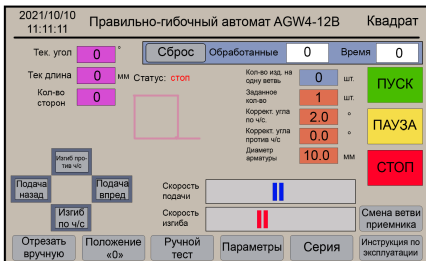 2021/10/10
11:11:11
Правильно-гибочный автомат AGW4-12B
Квадрат
Тек. угол 0 °
Сброс Обработанные 0 Время 0
Тек длина 0 мм
Статус: стоп
Кол-во сторон 0
Кол-во изд. на
одну ветвь 0 шт.
Заданное
кол-во 1 шт.
Коррект. угла
по ч/с. 2.0 °
Коррект. угла
против ч/с. 0.0 °
Диаметр
арматуры 10.0 мм
ПУСК
ПАУЗА
СТОП
Изгиб про-
тив ч/с
Подача
назад
Подача
вперед
Изгиб
по ч/с
Скорость
подачи
Скорость
изгиба
Смена ветви
приемника
Отрезать
вручную
Положение
«0»
Ручной
тест
Параметры
Серия
Инструкция по
эксплуатации